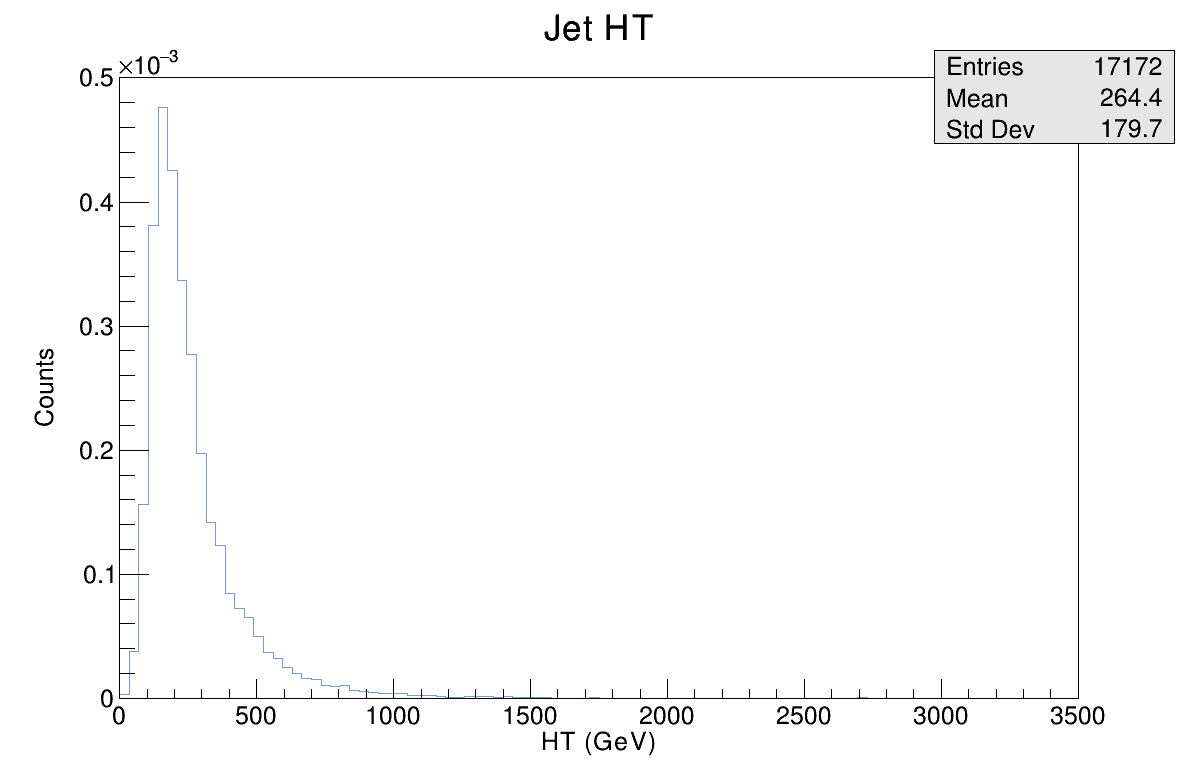 Jet HT
×10⁻³
Entries 17172
Mean 264.4
Std Dev 179.7
0.5
0.4
0.3
0.2
0.1
0
Counts
0 500 1000 1500 2000 2500 3000 3500
HT (GeV)